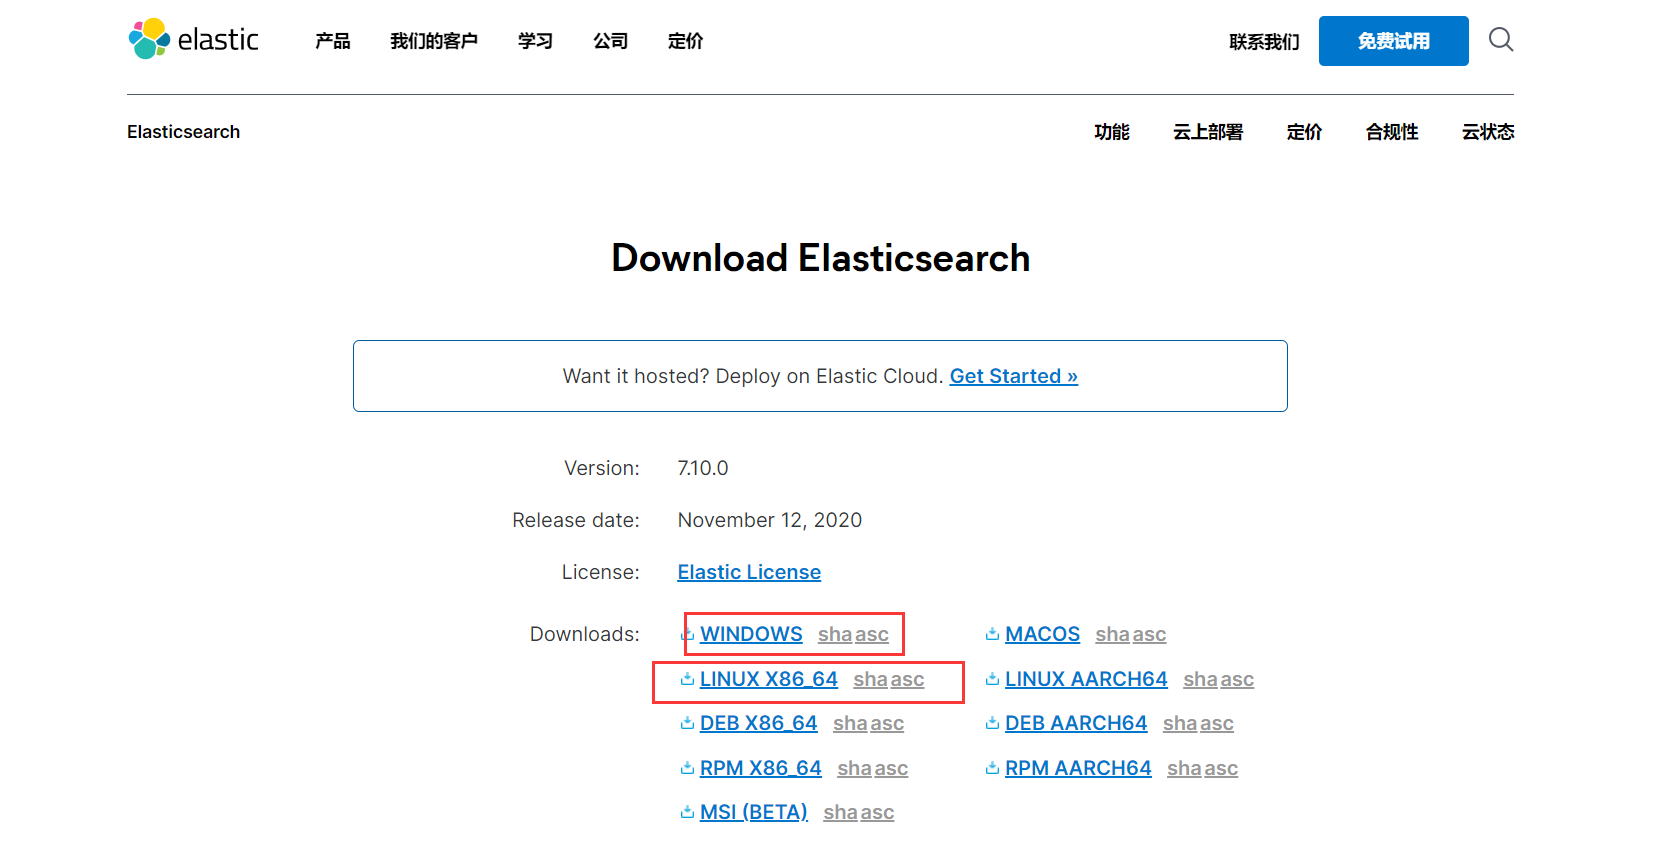 elastic 产品 我们的客户 学习 公司 定价 联系我们 免费试用
Elasticsearch 功能 云上部署 定价 合规性 云状态
Download Elasticsearch
Want it hosted? Deploy on Elastic Cloud. Get Started »
Version: 7.10.0
Release date: November 12, 2020
License: Elastic License
Downloads: WINDOWS sha asc MACOS sha asc
LINUX X86_64 sha asc LINUX AARCH64 sha asc
DEB X86_64 sha asc DEB AARCH64 sha asc
RPM X86_64 sha asc RPM AARCH64 sha asc
MSI (BETA) sha asc